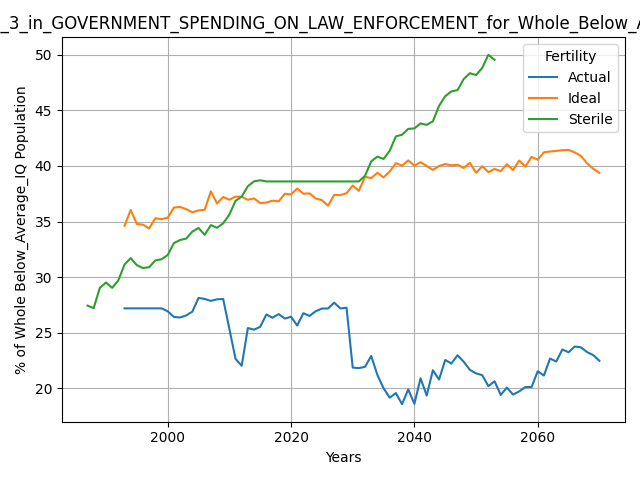 _3_in_GOVERNMENT_SPENDING_ON_LAW_ENFORCEMENT_for_Whole_Below_A
50
45
40
35
30
25
20
% of Whole Below_Average_IQ Population
2000
2020
2040
2060
Years
Fertility
Actual
Ideal
Sterile